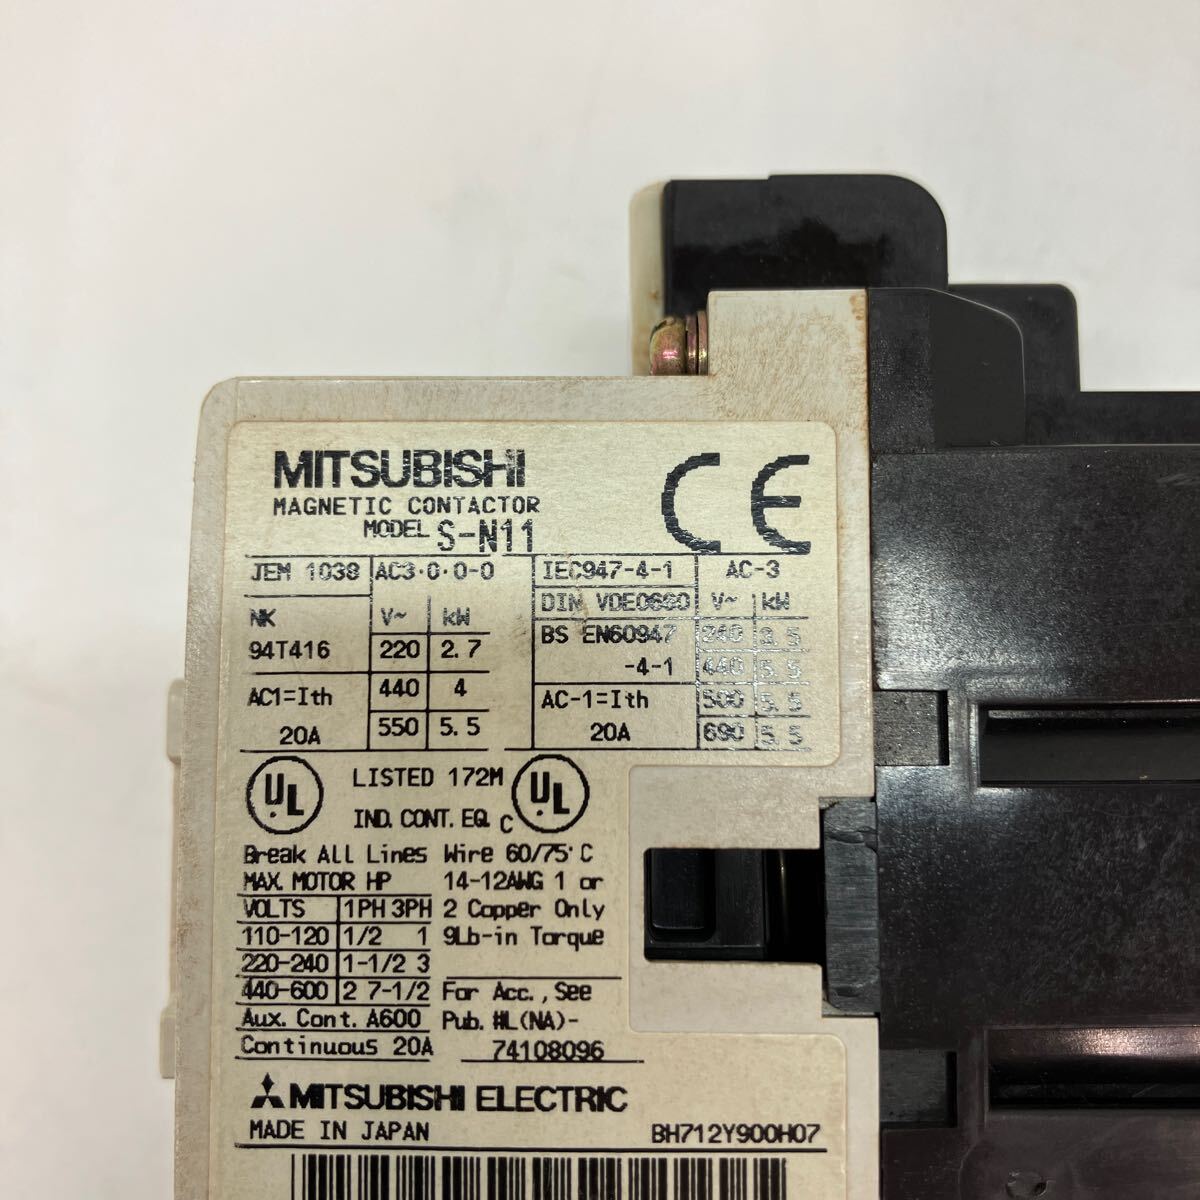 MITSUBISHI
MAGNETIC CONTACTOR
MODEL S-N11
CE
JEM 1038 AC3·0·0-0
NK V~ kW
94T416 220 2.7
AC1=Ith 440 4
20A 550 5.5
IEC947-4-1 AC-3
DIN VDE0660 V~ kW
BS EN60947 240 3.5
-4-1 440 5.5
AC-1=Ith 500 5.5
20A 690 5.5
UL LISTED 172M c UL
IND. CONT. EQ.
Break All Lines
MAX. MOTOR HP
VOLTS 1PH 3PH
110-120 1/2 1
220-240 1-1/2 3
440-600 2 7-1/2
Aux. Cont. A600
Continuous 20A
Wire 60/75°C
14-12AWG 1 or
2 Copper Only
9Lb-in Torque
For Acc., See
Pub. #L(NA)-
74108096
MITSUBISHI ELECTRIC
MADE IN JAPAN BH712Y900H07